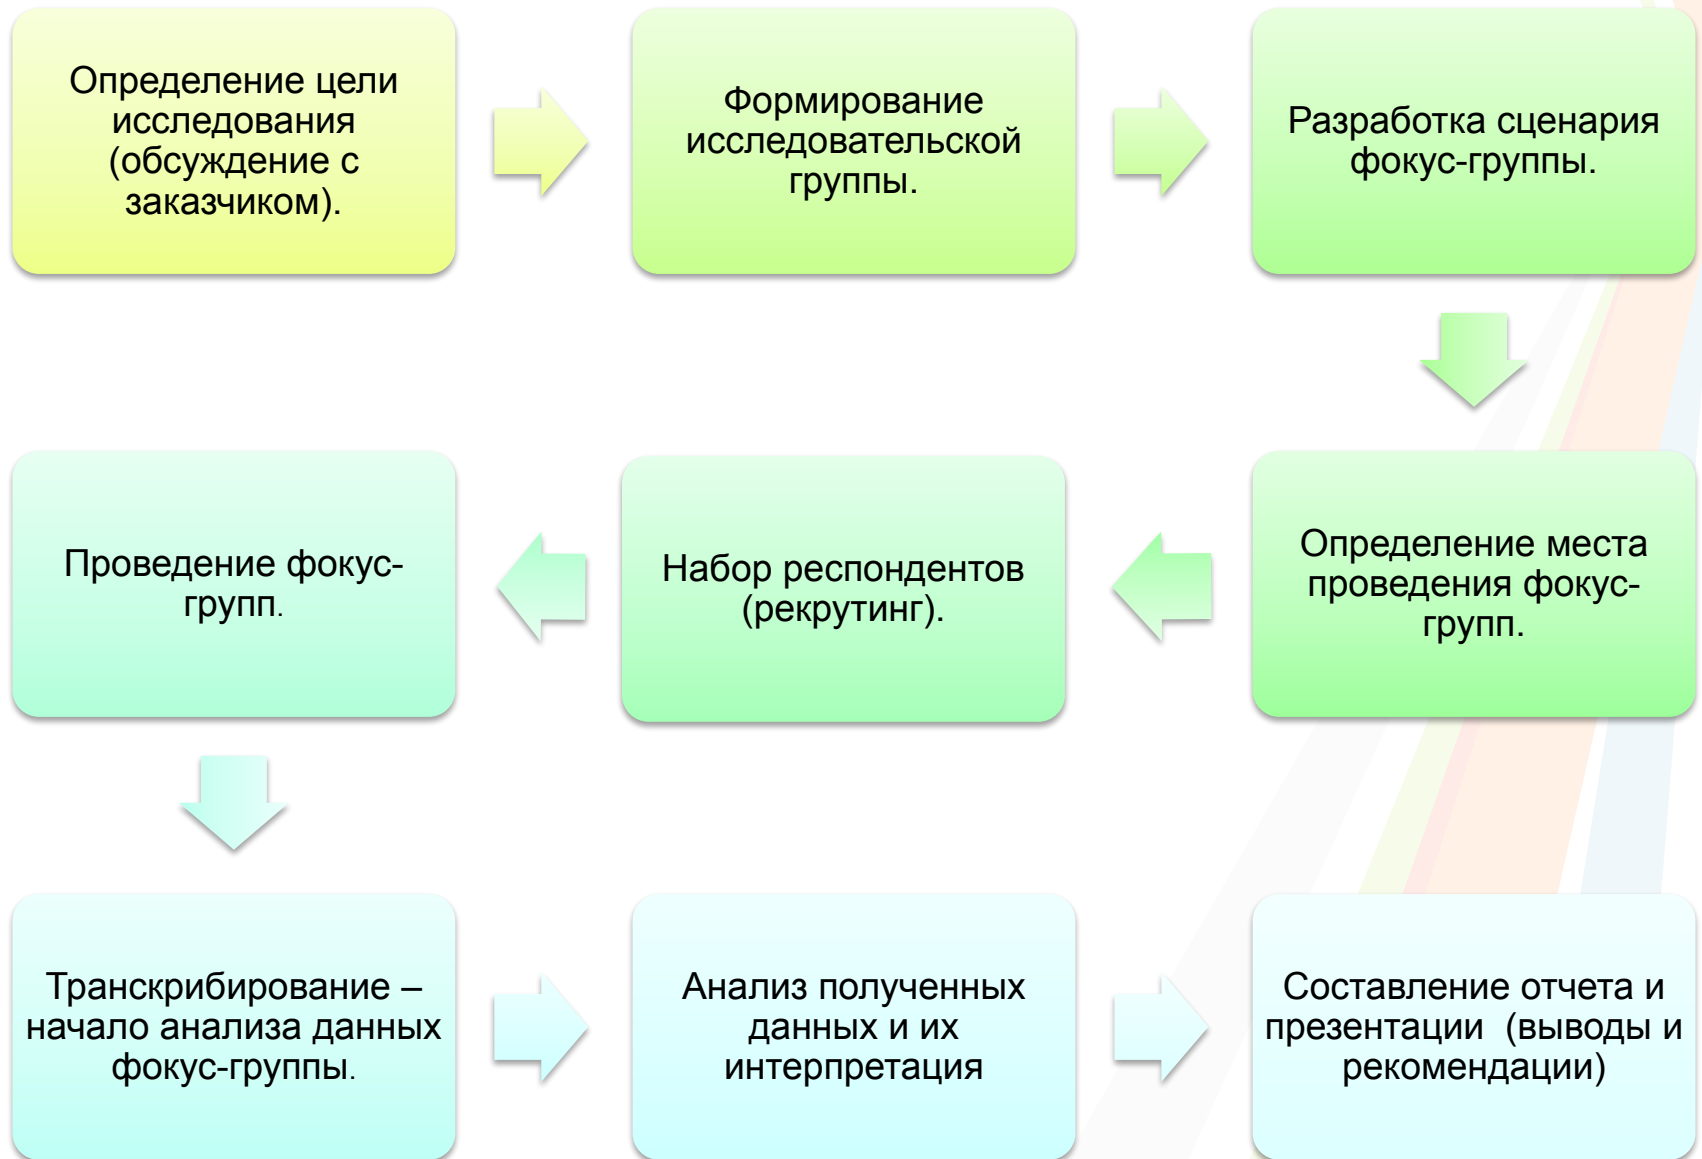 Определение цели
исследования
(обсуждение с
заказчиком).
Формирование
исследовательской
группы.
Разработка сценария
фокус-группы.
Определение места
проведения фокус-
групп.
Набор респондентов
(рекрутинг).
Проведение фокус-
групп.
Транскрибирование –
начало анализа данных
фокус-группы.
Анализ полученных
данных и их
интерпретация
Составление отчета и
презентации  (выводы и
рекомендации)